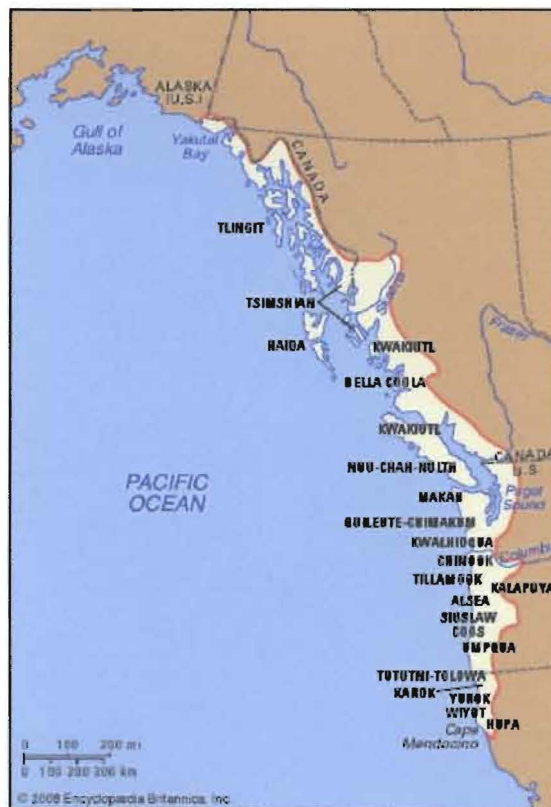 ALASKA
(U.S.)
Gulf of
Alaska
Yakutat
Bay
CANADA
TLINGIT
TSIMSHIAN
HAIDA
KWAKIUTL
BELLA COOLA
Fraser
KWAKIUTL
CANADA
U.S.
NUU-CHAH-NULTH
PACIFIC
OCEAN
MAKAH
Puget
Sound
QUILEUTE-CHIMAKUM
KWALHIOQUA
Columbia
CHINOOK
TILLAMOOK
KALAPUYA
ALSEA
SIUSLAW
COOS
UMPQUA
TUTUTNI-TOLOWA
KAROK
YUROK
WIYOT
HUPA
Cape
Mendocino
0 100 200 mi
0 100 200 300 km
© 2008 Encyclopædia Britannica, Inc.